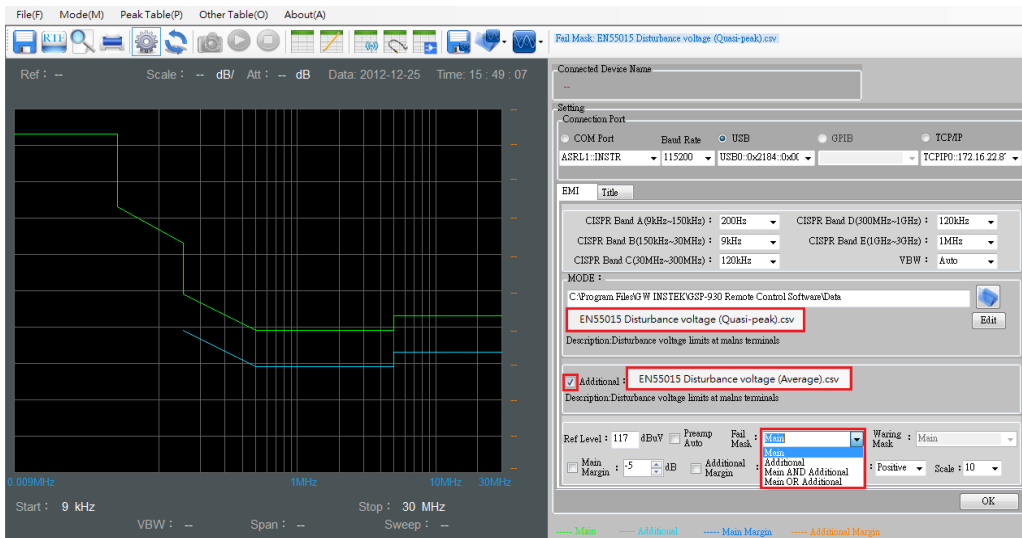 File(F) Mode(M) Peak Table(P) Other Table(O) About(A)
RTF
Fail Mask: EN55015 Disturbance voltage (Quasi-peak).csv
Ref : -- Scale : -- dB/ Att : -- dB Data: 2012-12-25 Time: 15 : 49 : 07
0.009MHz 1MHz 10MHz 30MHz
Start : 9 kHz Stop : 30 MHz
VBW : -- Span : -- Sweep : --
Connected Device Name
--
Setting
Connection Port
COM Port Baud Rate USB GPIB TCP/IP
ASRL1::INSTR 115200 USB0::0x2184::0x0( TCPIP0::172.16.22.8
EMI Title
CISPR Band A(9kHz~150kHz) : 200Hz CISPR Band D(300MHz~1GHz) : 120kHz
CISPR Band B(150kHz~30MHz) : 9kHz CISPR Band E(1GHz~3GHz) : 1MHz
CISPR Band C(30MHz~300MHz) : 120kHz VBW : Auto
MODE :
C:\Program Files\GW INSTEK\GSP-930 Remote Control Software\Data
EN55015 Disturbance voltage (Quasi-peak).csv Edit
Description:Disturbance voltage limits at malns terminals
Additional : EN55015 Disturbance voltage (Average).csv
Description:Disturbance voltage limits at malns terminals
Ref Level : 117 dBuV Preamp Auto Fail Mask : Main Waring Mask : Main
Main
Additional
Main AND Additional
Main OR Additional
Main Margin : -5 dB Additional Margin : : Positive Scale : 10
OK
----- Main ----- Additional ----- Main Margin ----- Additional Margin